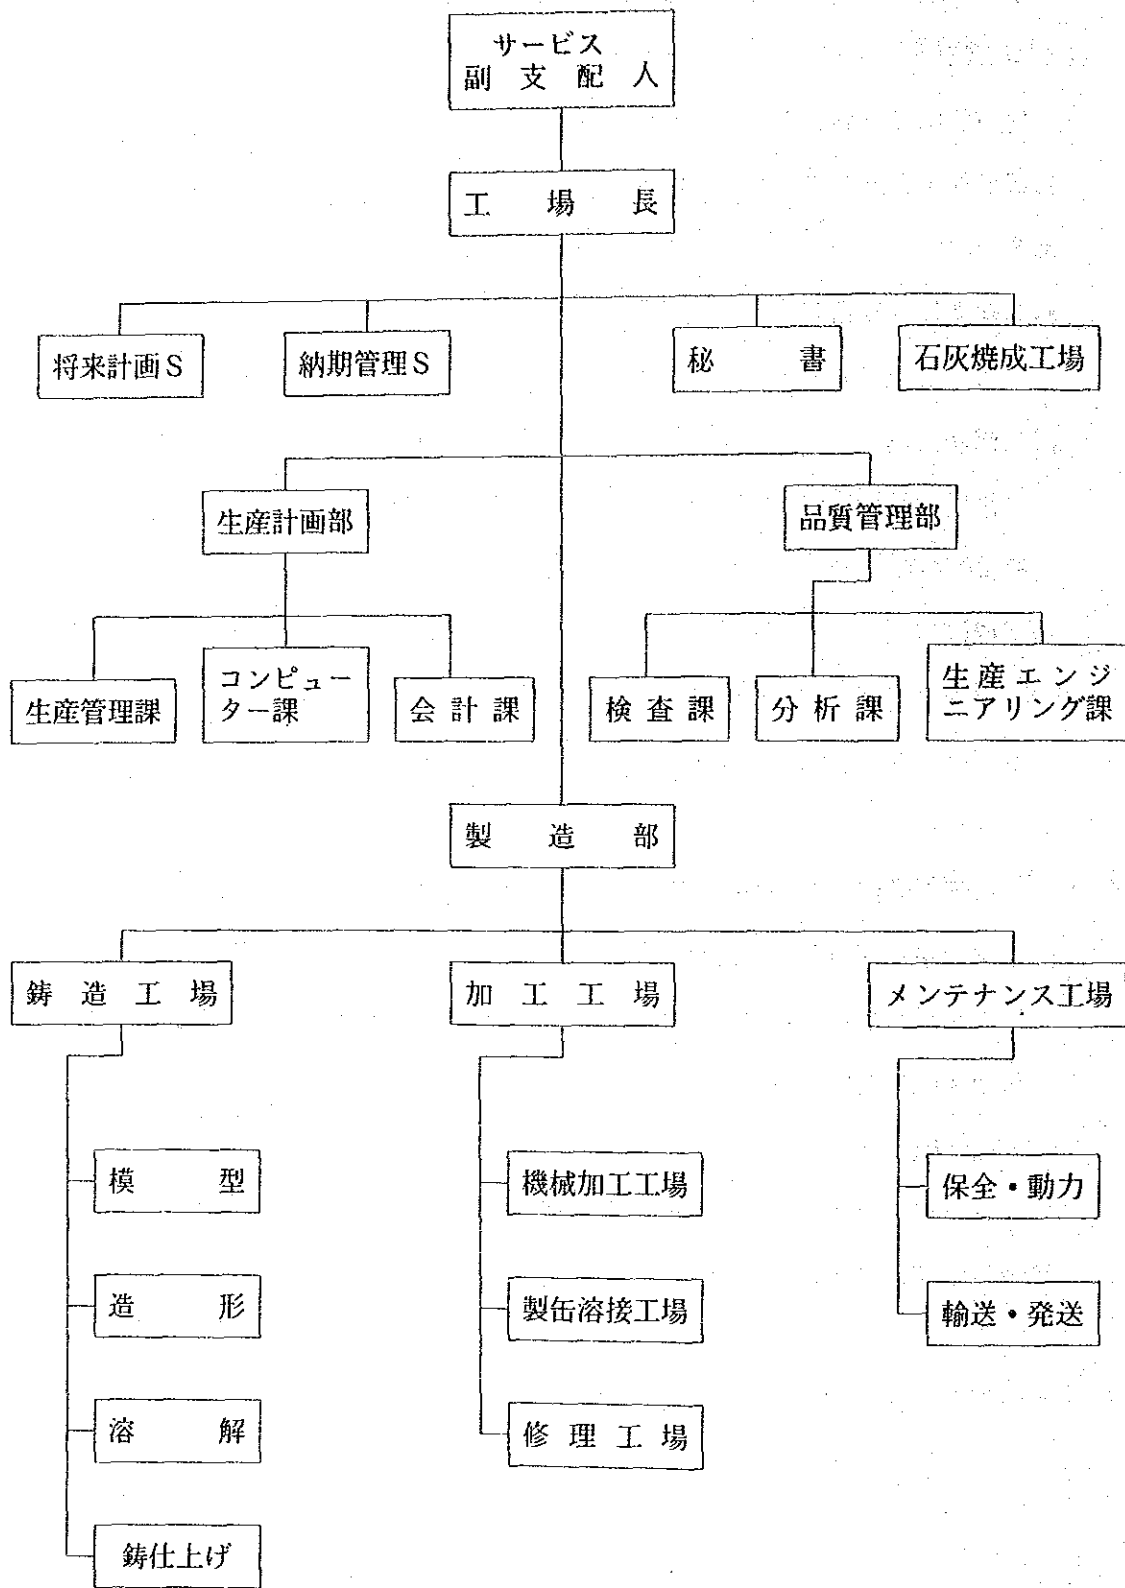 サービス
副支配人
工場長
将来計画S
納期管理S
秘書
石灰焼成工場
生産計画部
品質管理部
生産管理課
コンピュー
ター課
会計課
検査課
分析課
生産エンジ
ニアリング課
製造部
鋳造工場
加工工場
メンテナンス工場
模型
機械加工工場
保全・動力
造形
製缶溶接工場
輸送・発送
溶解
修理工場
鋳仕上げ